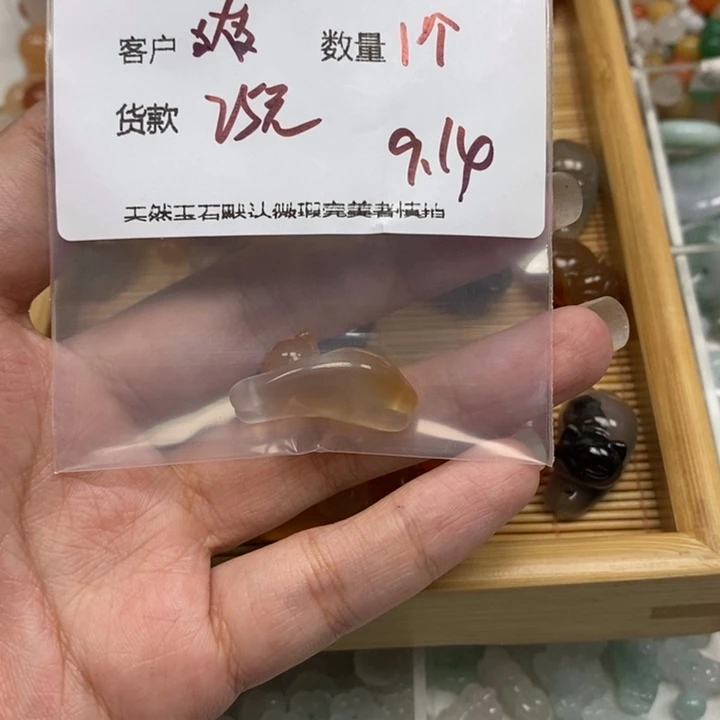 客户 数量 1个
货款 25元
9.14
天然玉石默认微瑕完美者慎拍